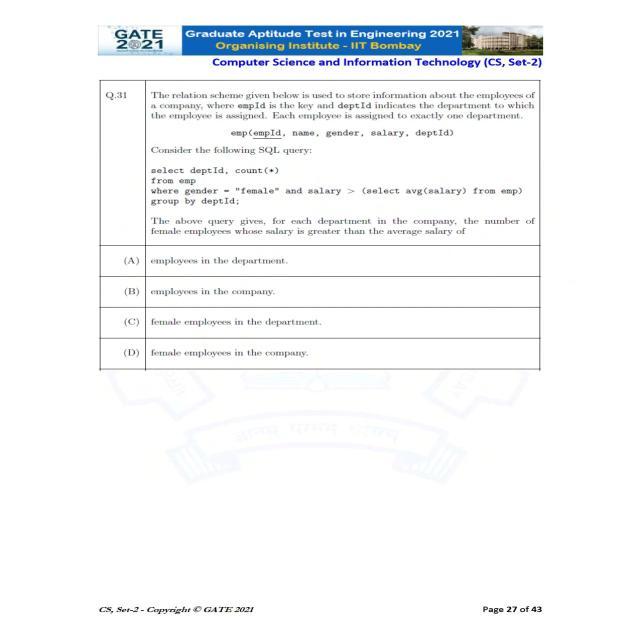 GATE
2021
Graduate Aptitude Test in Engineering 2021
Organising Institute - IIT Bombay
Computer Science and Information Technology (CS, Set-2)
Q.31
The relation scheme given below is used to store information about the employees of
a company, where empId is the key and deptId indicates the department to which
the employee is assigned. Each employee is assigned to exactly one department.
emp(empId, name, gender, salary, deptId)
Consider the following SQL query:
select deptId, count(*)
from emp
where gender = "female" and salary > (select avg(salary) from emp)
group by deptId;
The above query gives, for each department in the company, the number of
female employees whose salary is greater than the average salary of
(A) employees in the department.
(B) employees in the company.
(C) female employees in the department.
(D) female employees in the company.
CS, Set-2 - Copyright © GATE 2021
Page 27 of 43